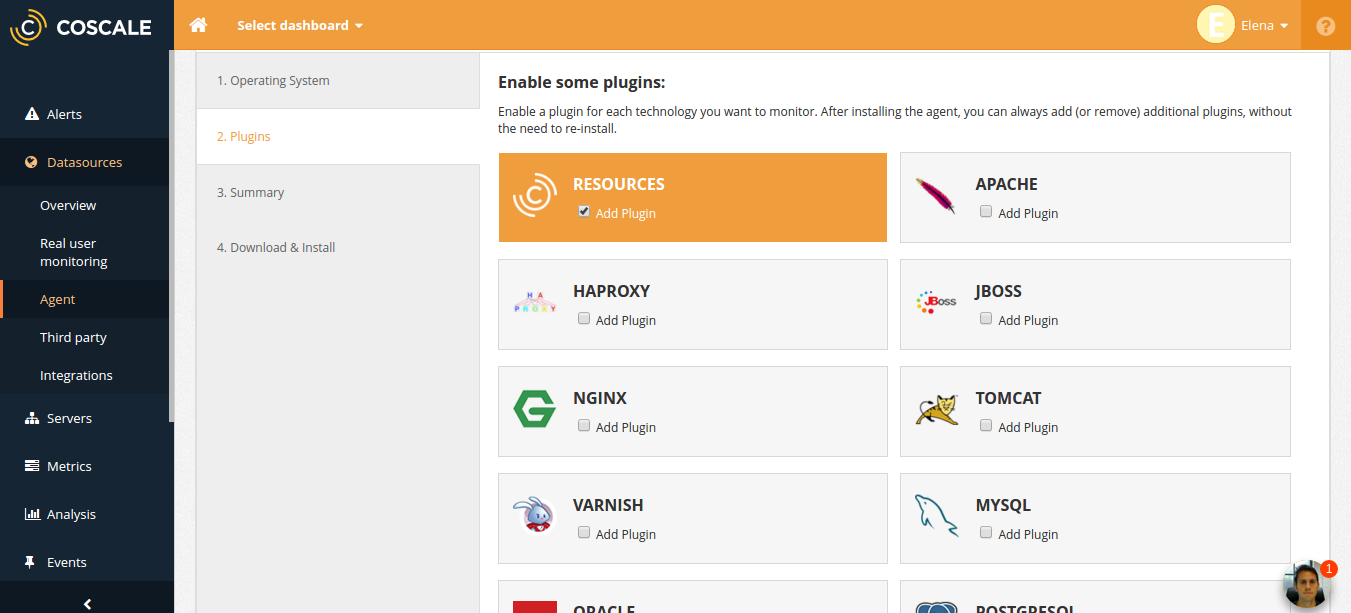 COSCALE
Select dashboard
E
Elena
?
Alerts
Datasources
Overview
Real user
monitoring
Agent
Third party
Integrations
Servers
Metrics
Analysis
Events
1. Operating System
2. Plugins
3. Summary
4. Download & Install
Enable some plugins:
Enable a plugin for each technology you want to monitor. After installing the agent, you can always add (or remove) additional plugins, without
the need to re-install.
RESOURCES
Add Plugin
APACHE
Add Plugin
HA
PROXY
HAPROXY
Add Plugin
JBoss
JBOSS
Add Plugin
NGINX
Add Plugin
TOMCAT
Add Plugin
VARNISH
Add Plugin
MYSQL
Add Plugin
ORACLE
POSTGRESQL
1